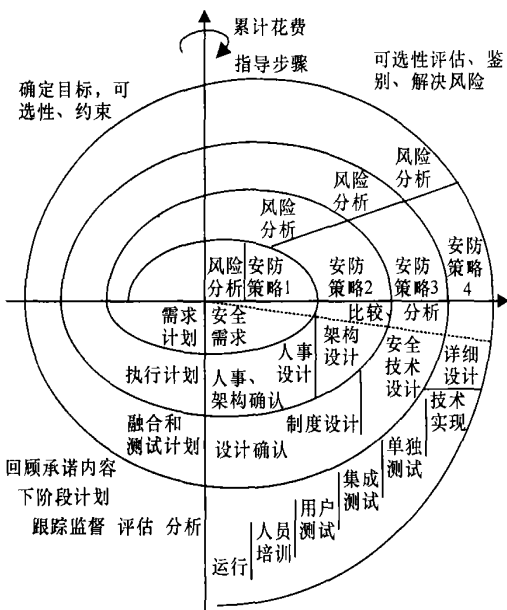 累计花费
指导步骤
确定目标，可
选性、约束
可选性评估、鉴
别、解决风险
风险
分析
风险
分析
风险
分析
风险
分析
安防
策略1
安防
策略2
安防
策略3
安防
策略
4
需求
计划
安全
需求
比较、分析
人事
设计
架构
设计
安全
技术
设计
详细
设计
执行计划
人事、
架构确认
制度设计
技术
实现
融合和
测试计划
设计确认
单独
测试
集成
测试
用户
测试
人员
培训
运行
回顾承诺内容
下阶段计划
跟踪监督 评估 分析